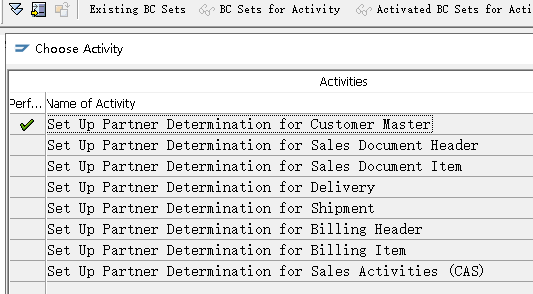 Existing BC Sets BC Sets for Activity Activated BC Sets for Acti
Choose Activity
Activities
Perf... Name of Activity
Set Up Partner Determination for Customer Master
Set Up Partner Determination for Sales Document Header
Set Up Partner Determination for Sales Document Item
Set Up Partner Determination for Delivery
Set Up Partner Determination for Shipment
Set Up Partner Determination for Billing Header
Set Up Partner Determination for Billing Item
Set Up Partner Determination for Sales Activities (CAS)